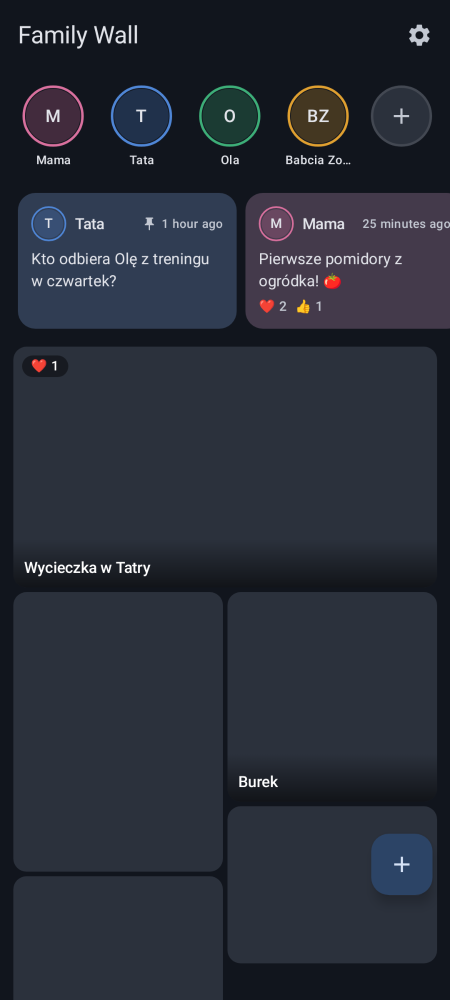 Family Wall
M T O BZ +
Mama Tata Ola Babcia Zo…
T Tata 1 hour ago
Kto odbiera Olę z treningu
w czwartek?
M Mama 25 minutes ago
Pierwsze pomidory z
ogródka! 🍅
❤️ 2 👍 1
❤️ 1
Wycieczka w Tatry
Burek
+